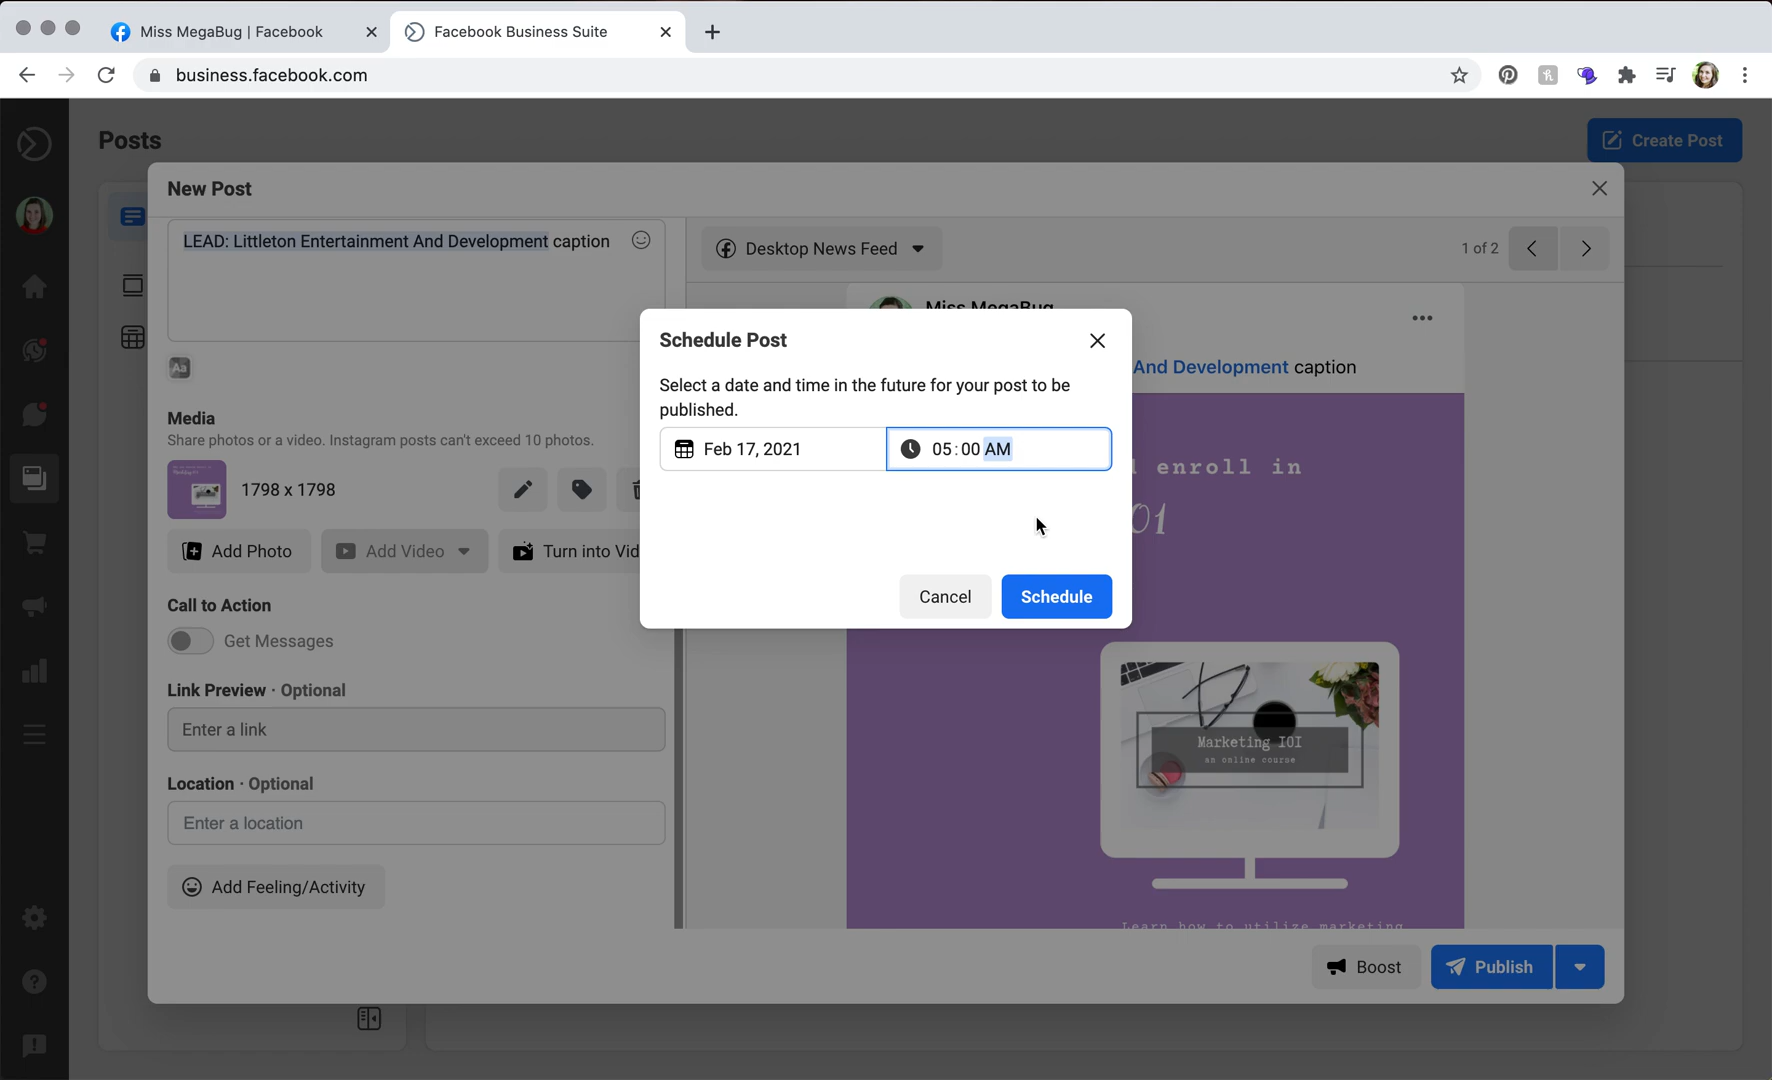 Miss MegaBug | Facebook
Facebook Business Suite
business.facebook.com
Posts
Create Post
New Post
LEAD: Littleton Entertainment And Development caption
Aa
Media
Share photos or a video. Instagram posts can't exceed 10 photos.
1798 x 1798
Add Photo
Add Video
Turn into Vid
Call to Action
Get Messages
Link Preview · Optional
Enter a link
Location · Optional
Enter a location
Add Feeling/Activity
Desktop News Feed
1 of 2
Miss MegaBug
And Development caption
Schedule Post
Select a date and time in the future for your post to be
published.
Feb 17, 2021
05:00 AM
Cancel
Schedule
enroll in
01
Marketing 101
an online course
Learn how to utilize marketing
Boost
Publish